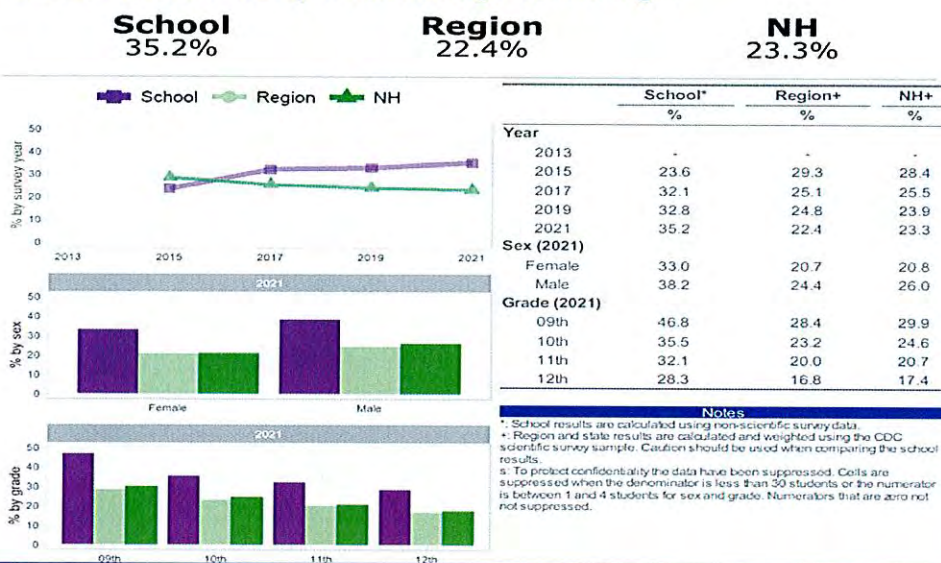 School Region NH
35.2% 22.4% 23.3%
School Region NH
% by survey year
50
40
30
20
10
0
2013 2015 2017 2019 2021
2021
% by sex
50
40
30
20
10
0
Female Male
2021
% by grade
50
40
30
20
10
0
09th 10th 11th 12th
School* Region+ NH+
% % %
Year
2013 - - -
2015 23.6 29.3 28.4
2017 32.1 25.1 25.5
2019 32.8 24.8 23.9
2021 35.2 22.4 23.3
Sex (2021)
Female 33.0 20.7 20.8
Male 38.2 24.4 26.0
Grade (2021)
09th 46.8 28.4 29.9
10th 35.5 23.2 24.6
11th 32.1 20.0 20.7
12th 28.3 16.8 17.4
Notes
*: School results are calculated using non-scientific survey data.
+: Region and state results are calculated and weighted using the CDC
scientific survey sample. Caution should be used when comparing the school
results.
s: To protect confidentiality the data have been suppressed. Cells are
suppressed when the denominator is less than 30 students or the numerator
is between 1 and 4 students for sex and grade. Numerators that are zero not
not suppressed.